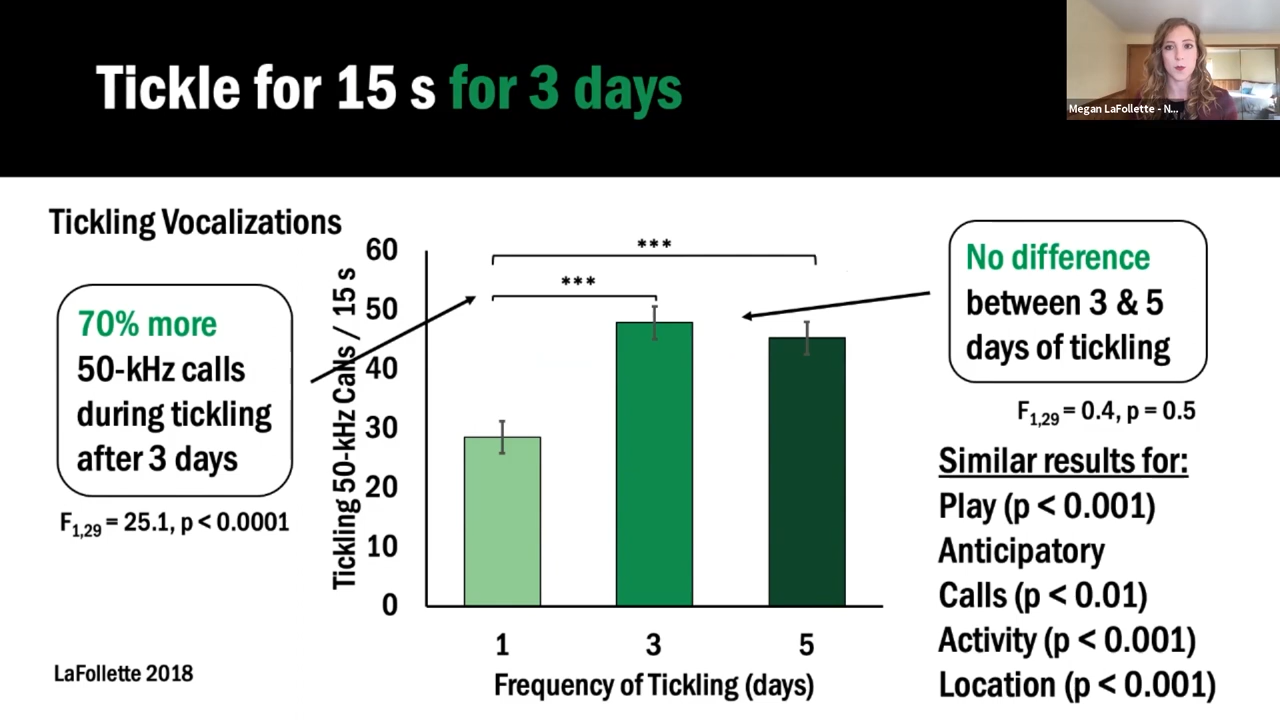 Tickle for 15 s for 3 days
Megan LaFollette - N...
Tickling Vocalizations
70% more
50-kHz calls
during tickling
after 3 days
F1,29 = 25.1, p < 0.0001
LaFollette 2018
Tickling 50-kHz Calls / 15 s
60
50
40
30
20
10
0
***
***
1 3 5
Frequency of Tickling (days)
No difference
between 3 & 5
days of tickling
F1,29 = 0.4, p = 0.5
Similar results for:
Play (p < 0.001)
Anticipatory
Calls (p < 0.01)
Activity (p < 0.001)
Location (p < 0.001)